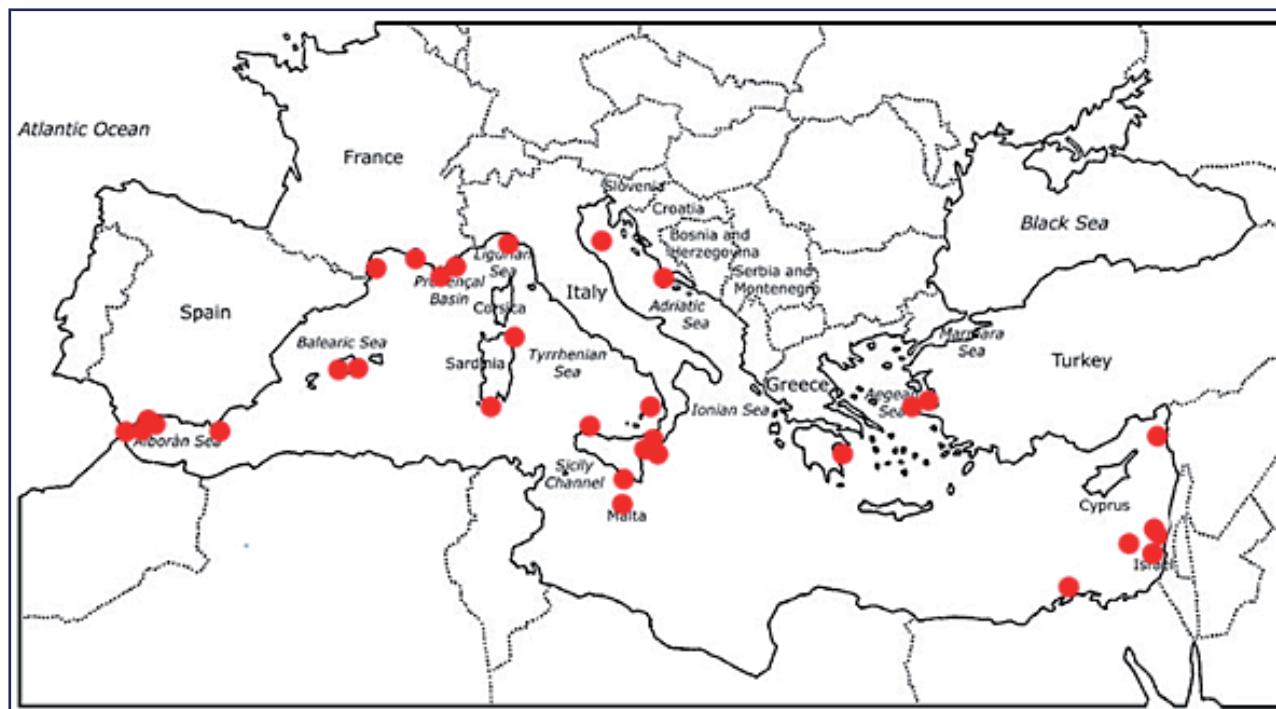 Atlantic Ocean
France
Slovenia
Croatia
Bosnia and
Herzegovina
Serbia and
Montenegro
Black Sea
Ligurian
Sea
Provençal
Basin
Corsica
Italy
Adriatic
Sea
Spain
Balearic Sea
Sardinia
Tyrrhenian
Sea
Marmara
Sea
Turkey
Greece
Aegean
Sea
Ionian Sea
Alborán Sea
Sicily
Channel
Malta
Cyprus
Israel